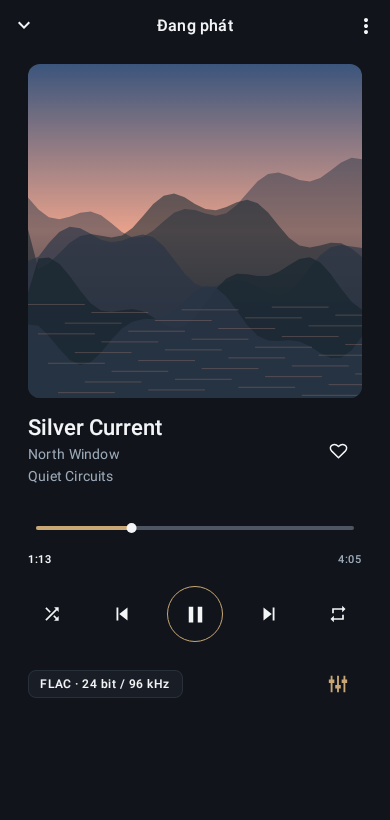 Đang phát
Silver Current
North Window
Quiet Circuits
1:13
4:05
FLAC · 24 bit / 96 kHz